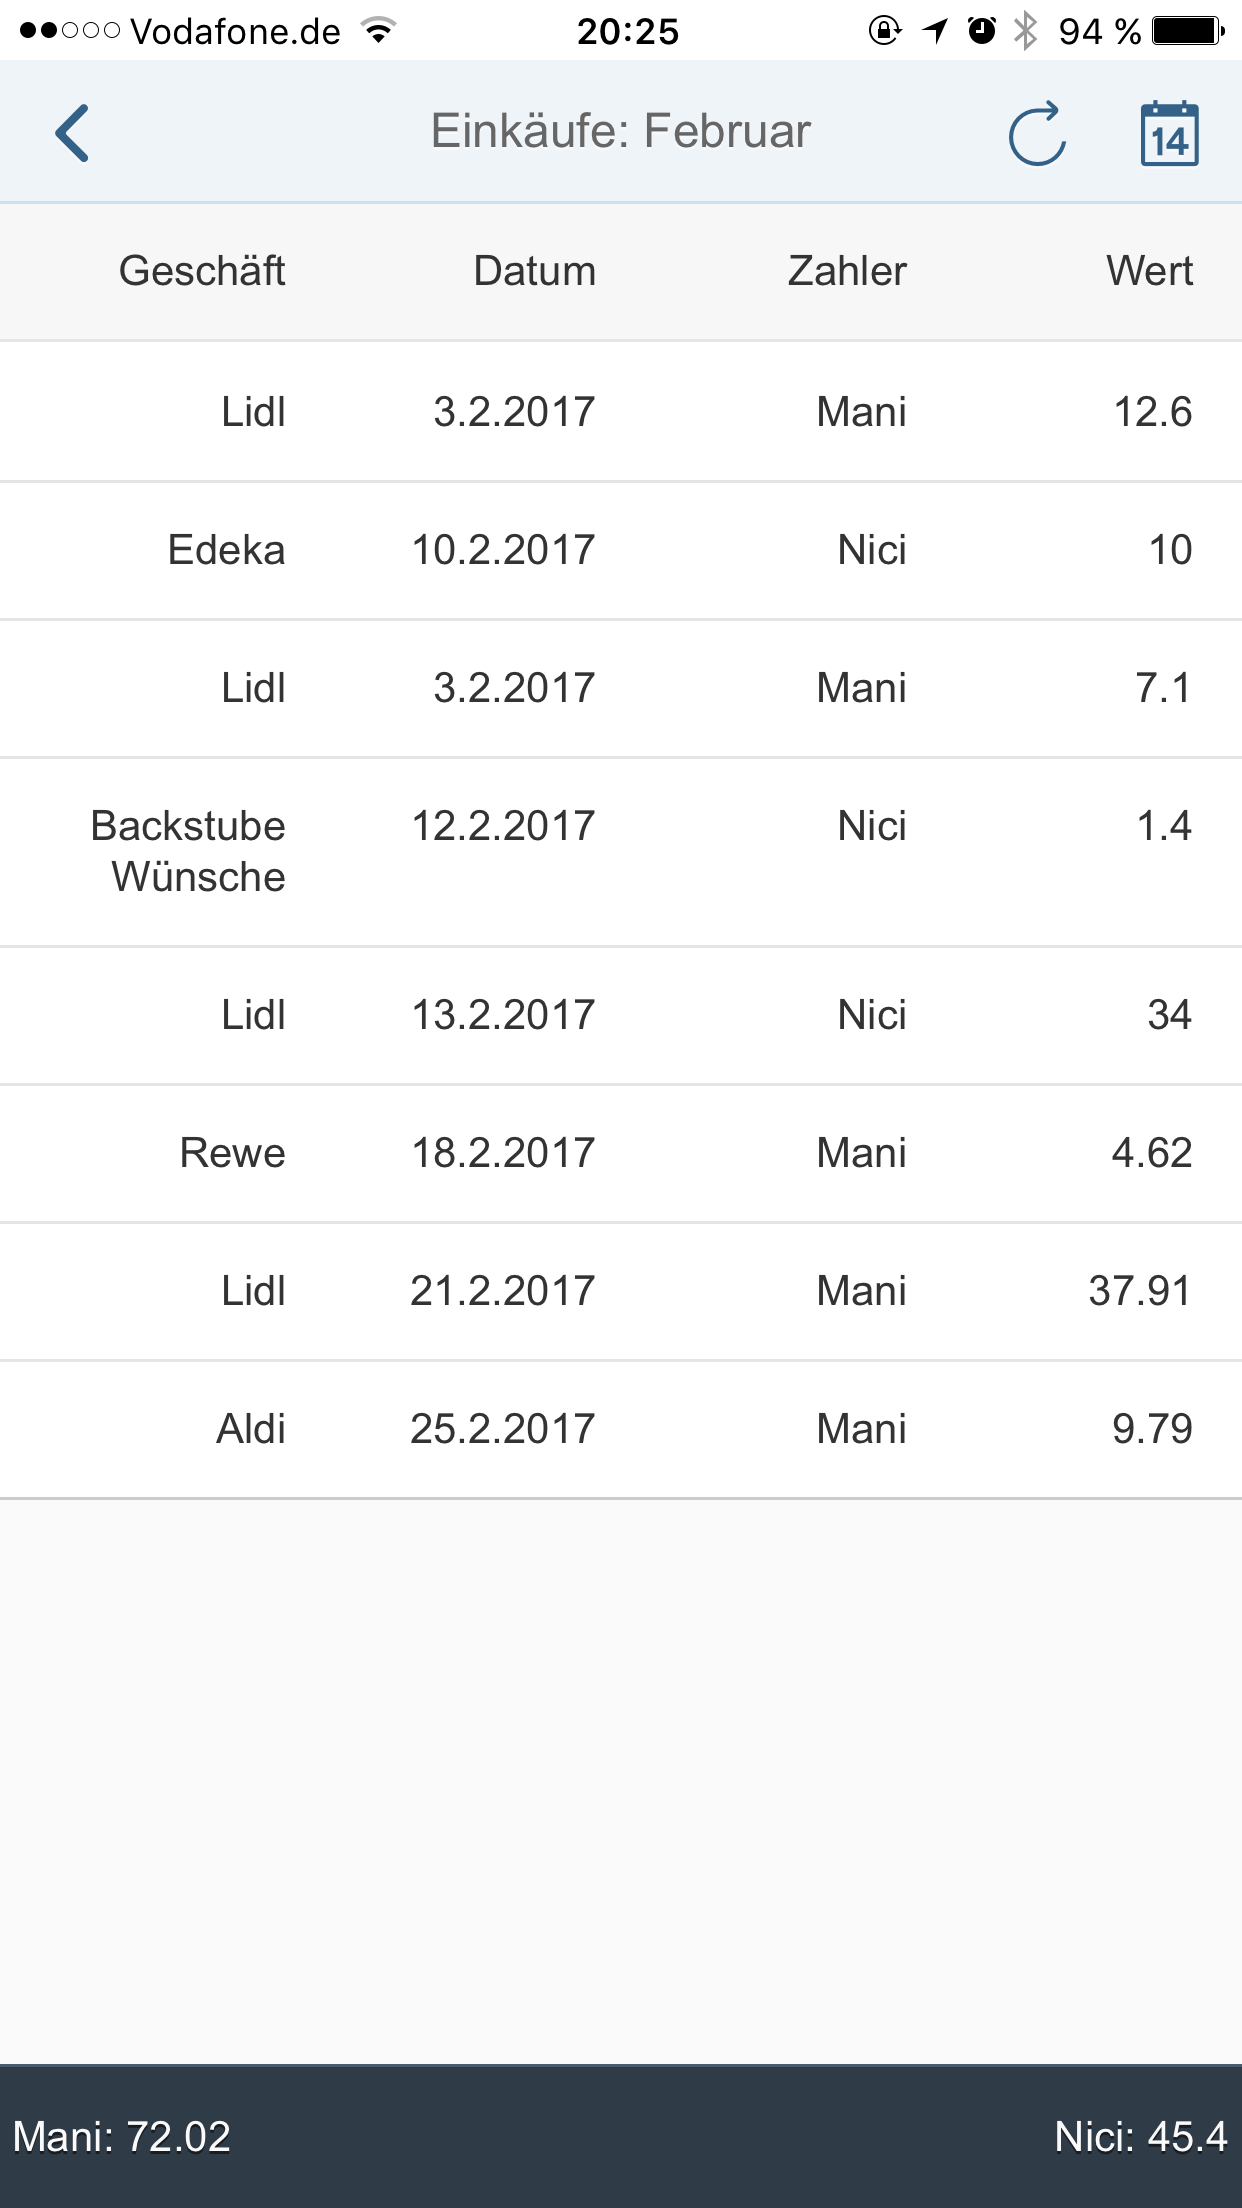 Vodafone.de 20:25 94 %
Einkäufe: Februar 14
Geschäft Datum Zahler Wert
Lidl 3.2.2017 Mani 12.6
Edeka 10.2.2017 Nici 10
Lidl 3.2.2017 Mani 7.1
Backstube 12.2.2017 Nici 1.4
Wünsche
Lidl 13.2.2017 Nici 34
Rewe 18.2.2017 Mani 4.62
Lidl 21.2.2017 Mani 37.91
Aldi 25.2.2017 Mani 9.79
Mani: 72.02 Nici: 45.4